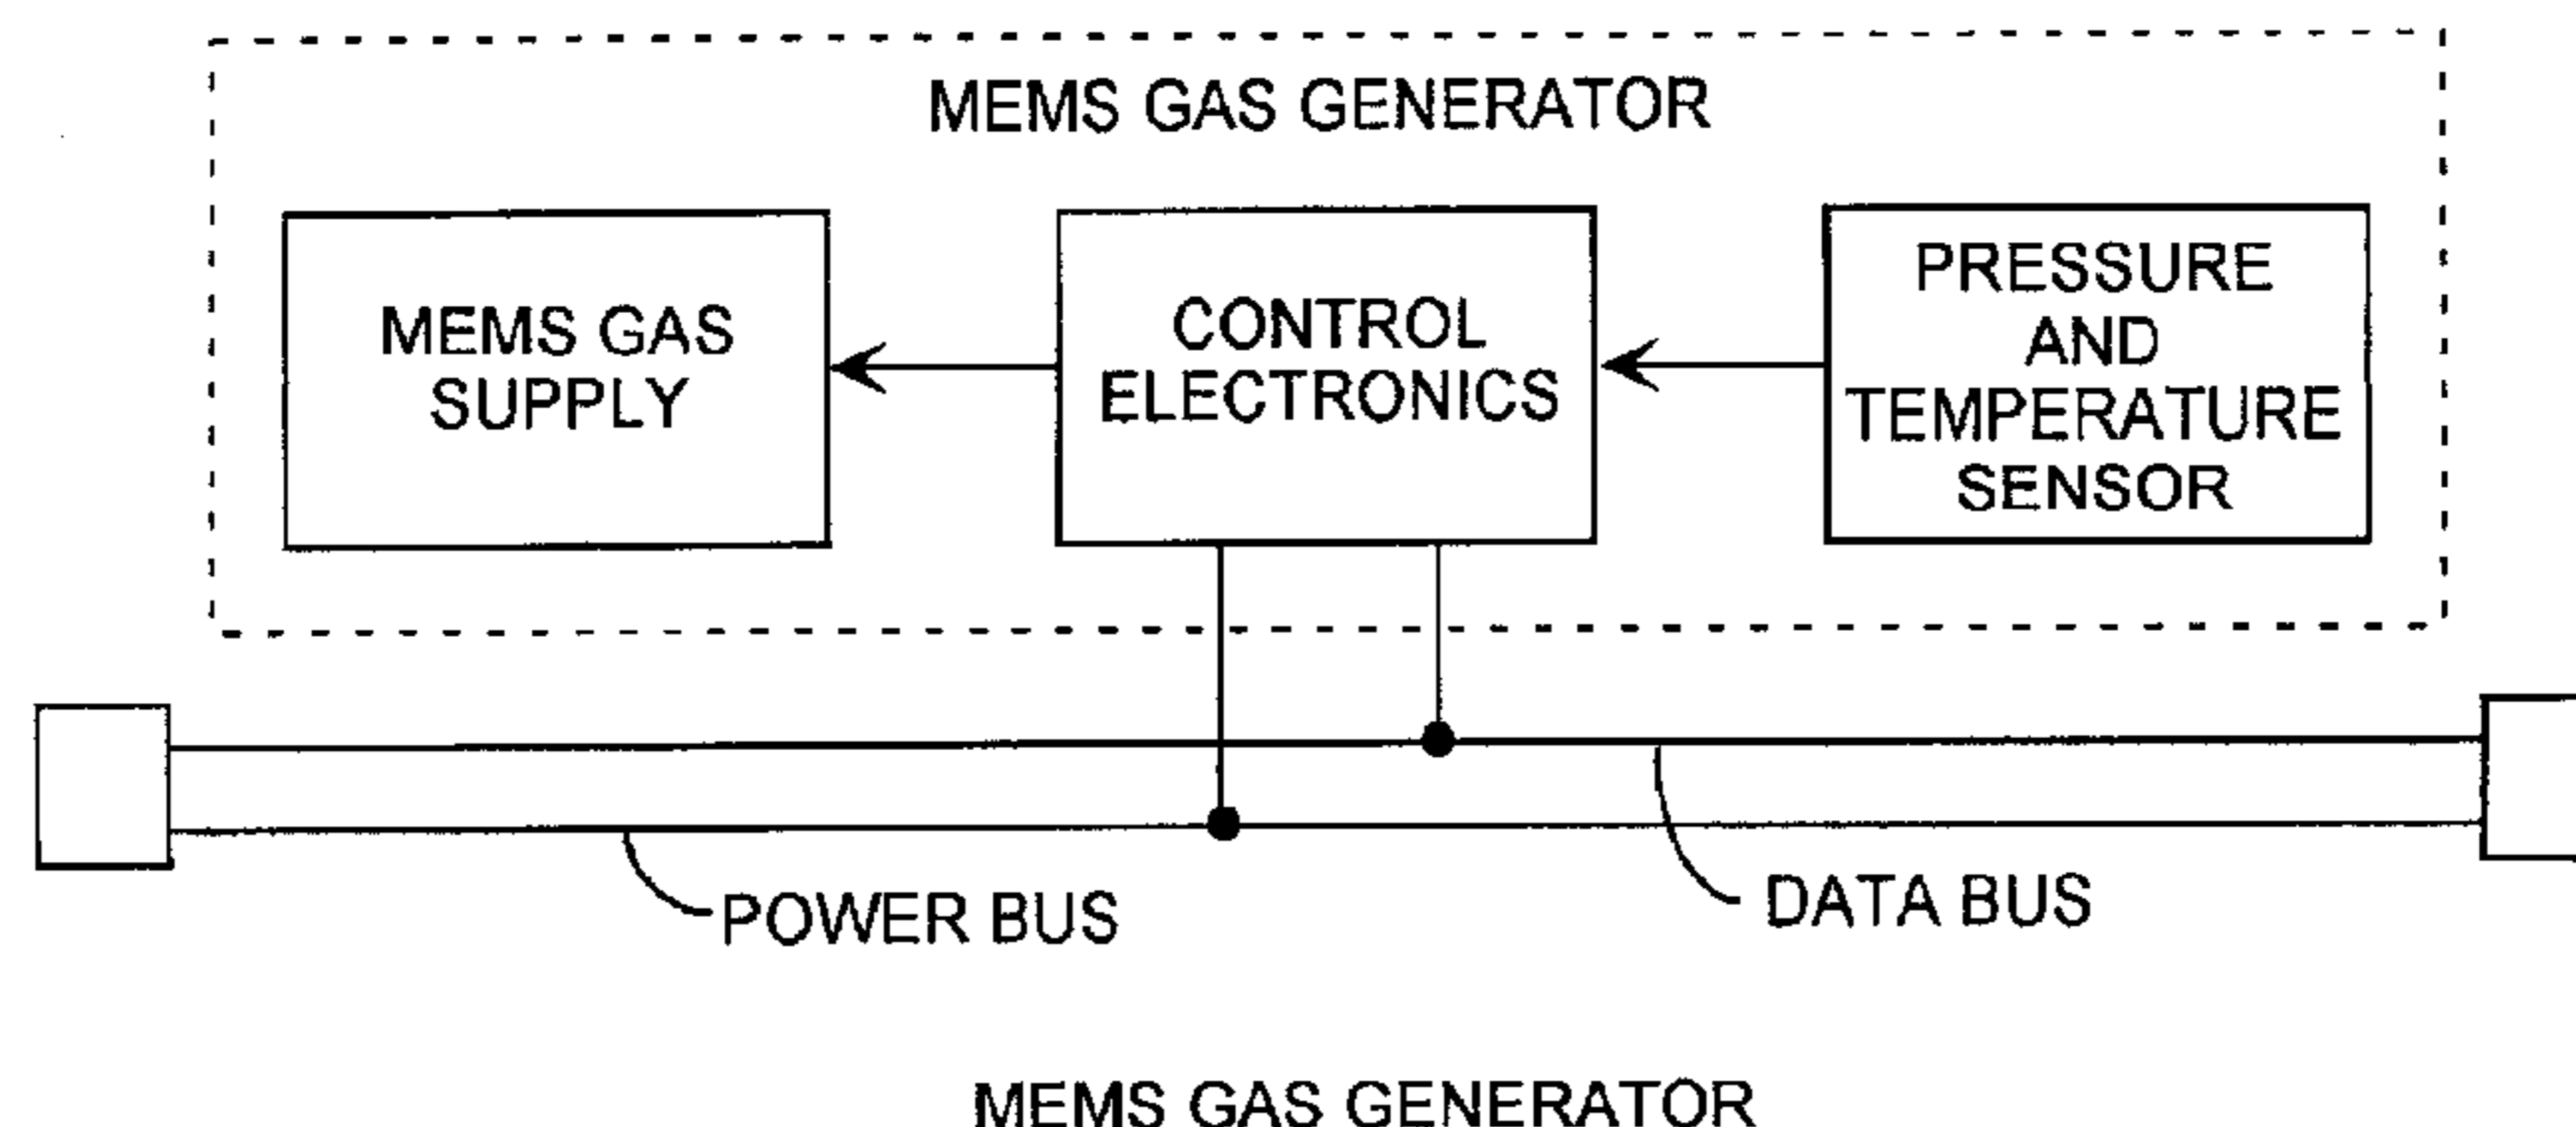 MEMS GAS GENERATOR
MEMS GAS
SUPPLY
CONTROL
ELECTRONICS
PRESSURE
AND
TEMPERATURE
SENSOR
POWER BUS
DATA BUS
MEMS GAS GENERATOR